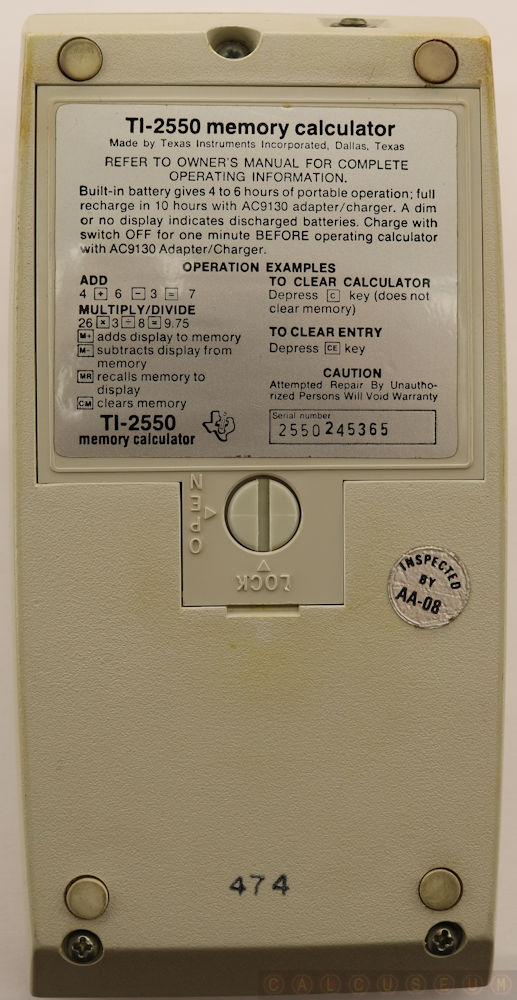 TI-2550 memory calculator
Made by Texas Instruments Incorporated, Dallas, Texas
REFER TO OWNER'S MANUAL FOR COMPLETE
OPERATING INFORMATION.
Built-in battery gives 4 to 6 hours of portable operation; full
recharge in 10 hours with AC9130 adapter/charger. A dim
or no display indicates discharged batteries. Charge with
switch OFF for one minute BEFORE operating calculator
with AC9130 Adapter/Charger.
OPERATION EXAMPLES
ADD
4 + 6 − 3 = 7
MULTIPLY/DIVIDE
26 × 3 ÷ 8 = 9.75
M+ adds display to memory
M− subtracts display from
memory
MR recalls memory to
display
CM clears memory
TI-2550
memory calculator
TO CLEAR CALCULATOR
Depress C key (does not
clear memory)
TO CLEAR ENTRY
Depress CE key
CAUTION
Attempted Repair By Unautho-
rized Persons Will Void Warranty
Serial number
2550 245365
OPEN
LOCK
INSPECTED
BY
AA-08
474
CALCUSEUM